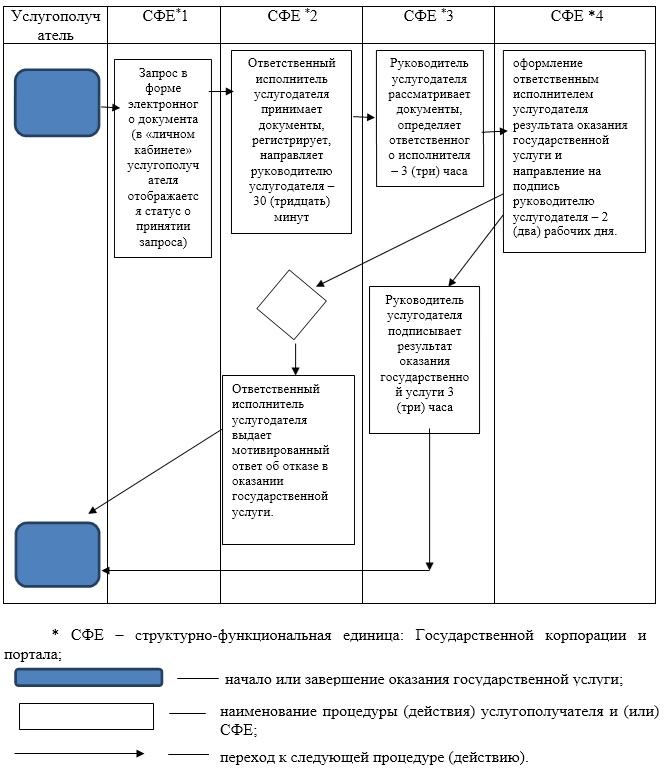 Услугополуч
атель
СФЕ*1
СФЕ *2
СФЕ *3
СФЕ *4
Запрос в
форме
электронног
о документа
(в «личном
кабинете»
услугополуч
ателя
отображаетс
я статус о
принятии
запроса)
Ответственный
исполнитель
услугодателя
принимает
документы,
регистрирует,
направляет
руководителю
услугодателя –
30 (тридцать)
минут
Руководитель
услугодателя
рассматривает
документы,
определяет
ответственног
о исполнителя
– 3 (три) часа
оформление
ответственным
исполнителем
услугодателя
результата оказания
государственной
услуги и
направление на
подпись
руководителю
услугодателя – 2
(два) рабочих дня.
Руководитель
услугодателя
подписывает
результат
оказания
государственно
й услуги 3
(три) часа
Ответственный
исполнитель
услугодателя
выдает
мотивированный
ответ об отказе в
оказании
государственной
услуги.
* СФЕ – структурно-функциональная единица: Государственной корпорации и
портала;
начало или завершение оказания государственной услуги;
наименование процедуры (действия) услугополучателя и (или)
СФЕ;
переход к следующей процедуре (действию).